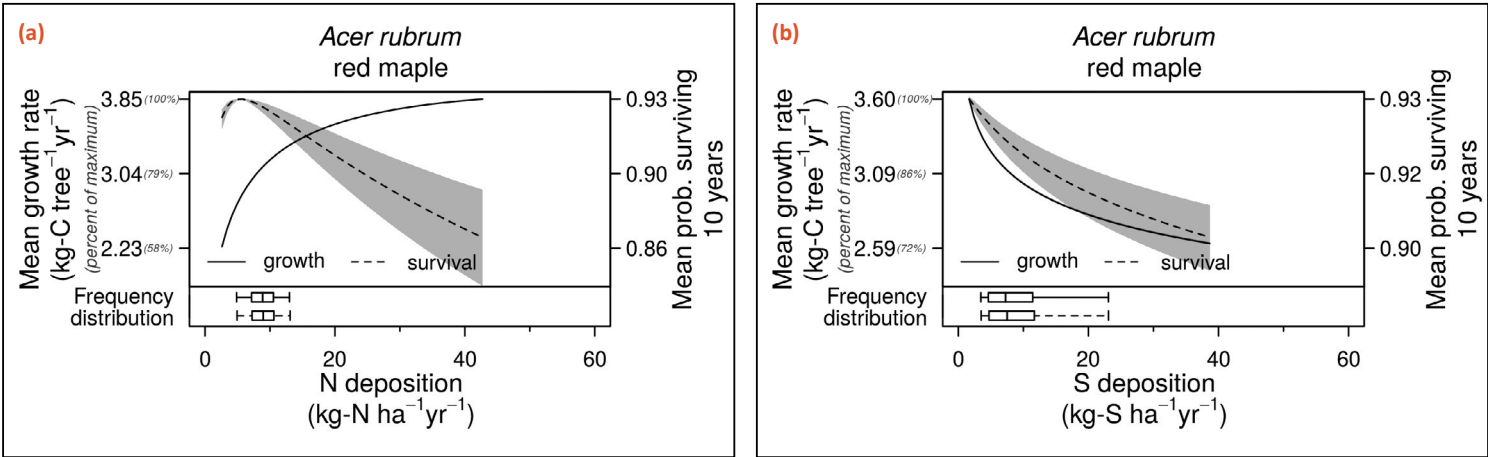 (a)
Acer rubrum
red maple
Mean growth rate
(kg-C tree−1yr−1)
(percent of maximum)
3.85 (100%)
3.04 (79%)
2.23 (58%)
0.93
0.90
0.86
Mean prob. surviving
10 years
growth
survival
Frequency
distribution
0 20 40 60
N deposition
(kg-N ha−1yr−1)
(b)
Acer rubrum
red maple
Mean growth rate
(kg-C tree−1yr−1)
(percent of maximum)
3.60 (100%)
3.09 (86%)
2.59 (72%)
0.93
0.92
0.90
Mean prob. surviving
10 years
growth
survival
Frequency
distribution
0 20 40 60
S deposition
(kg-S ha−1yr−1)